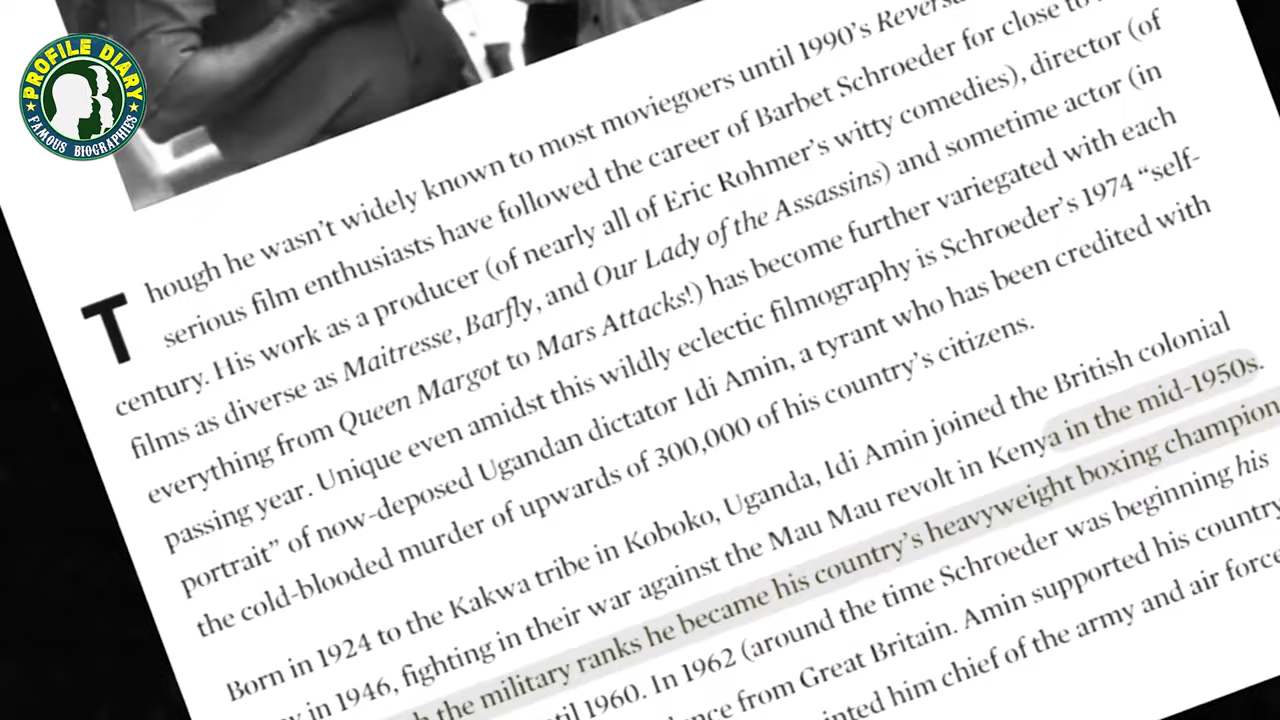 PROFILE DIARY
FAMOUS BIOGRAPHIES
Though he wasn't widely known to most moviegoers until 1990's
serious film enthusiasts have followed the career of Barbet Schroeder for close to
century. His work as a producer (of nearly all of Eric Rohmer's witty comedies), director (of
films as diverse as Maitresse, Barfly, and Our Lady of the Assassins) and sometime actor (in
everything from Queen Margot to Mars Attacks!) has become further variegated with each
passing year. Unique even amidst this wildly eclectic filmography is Schroeder's 1974 “self-
portrait” of now-deposed Ugandan dictator Idi Amin, a tyrant who has been credited with
the cold-blooded murder of upwards of 300,000 of his country's citizens.
Born in 1924 to the Kakwa tribe in Koboko, Uganda, Idi Amin joined the British colonial
in 1946, fighting in their war against the Mau Mau revolt in Kenya in the mid-1950s.
the military ranks he became his country's heavyweight boxing champion
1960. In 1962 (around the time Schroeder was beginning his
from Great Britain. Amin supported his country
him chief of the army and air force